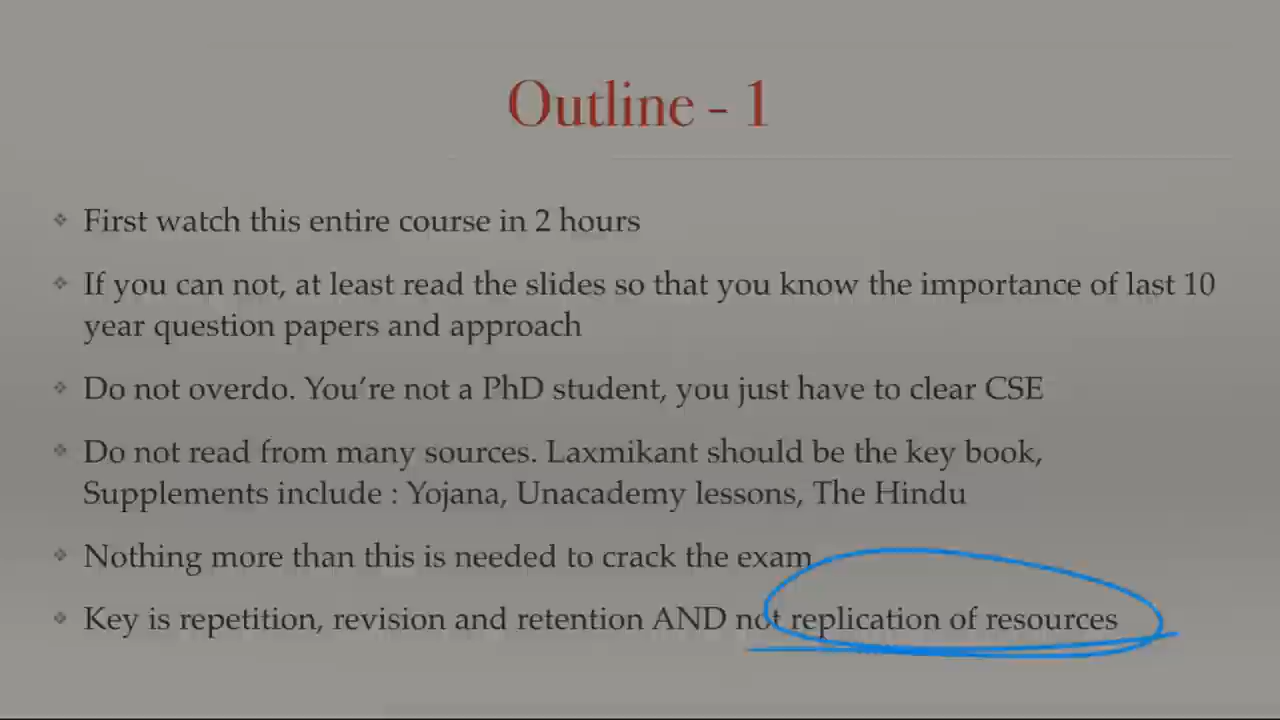 Outline - 1
First watch this entire course in 2 hours
If you can not, at least read the slides so that you know the importance of last 10
year question papers and approach
Do not overdo. You're not a PhD student, you just have to clear CSE
Do not read from many sources. Laxmikant should be the key book,
Supplements include : Yojana, Unacademy lessons, The Hindu
Nothing more than this is needed to crack the exam
Key is repetition, revision and retention AND not replication of resources